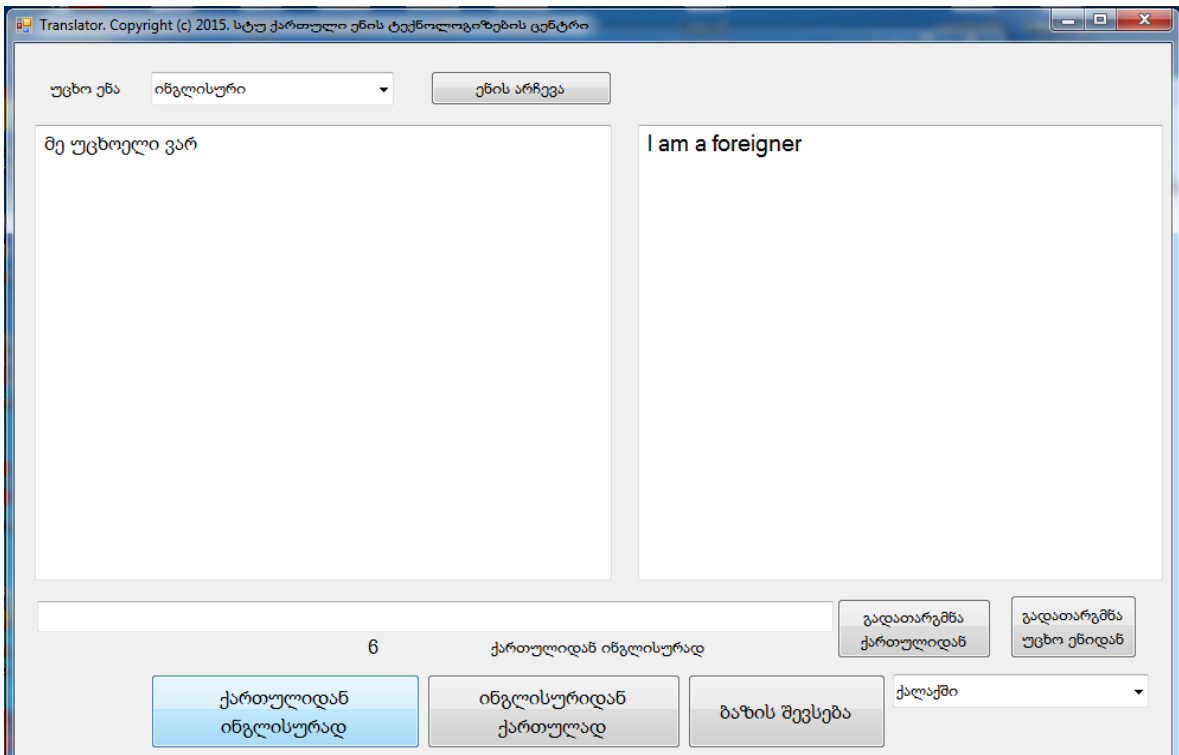 Translator. Copyright (c) 2015. სტუ ქართული ენის ტექნოლოგიზების ცენტრი
უცხო ენა ინგლისური ენის არჩევა
მე უცხოელი ვარ
I am a foreigner
გადათარგმნა
ქართულიდან
გადათარგმნა
უცხო ენიდან
6 ქართულიდან ინგლისურად
ქართულიდან
ინგლისურად
ინგლისურიდან
ქართულად
ბაზის შევსება
ქალაქში